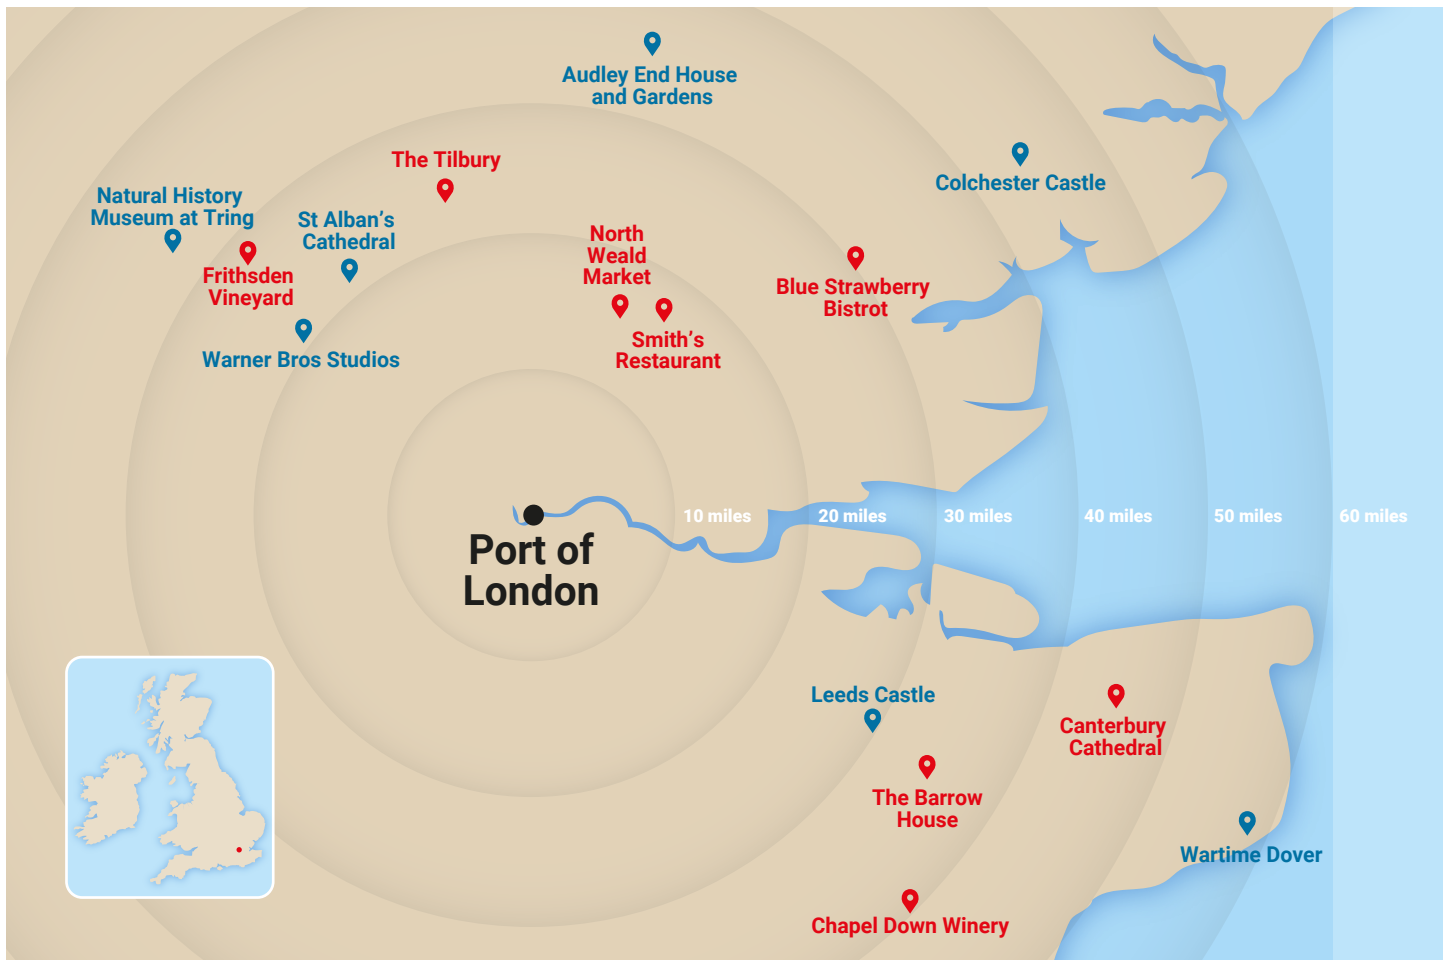 Audley End House
and Gardens
The Tilbury
Colchester Castle
Natural History
Museum at Tring
St Alban's
Cathedral
Frithsden
Vineyard
North
Weald
Market
Blue Strawberry
Bistrot
Smith's
Restaurant
Warner Bros Studios
10 miles
20 miles
30 miles
40 miles
50 miles
60 miles
Port of
London
Leeds Castle
Canterbury
Cathedral
The Barrow
House
Wartime Dover
Chapel Down Winery